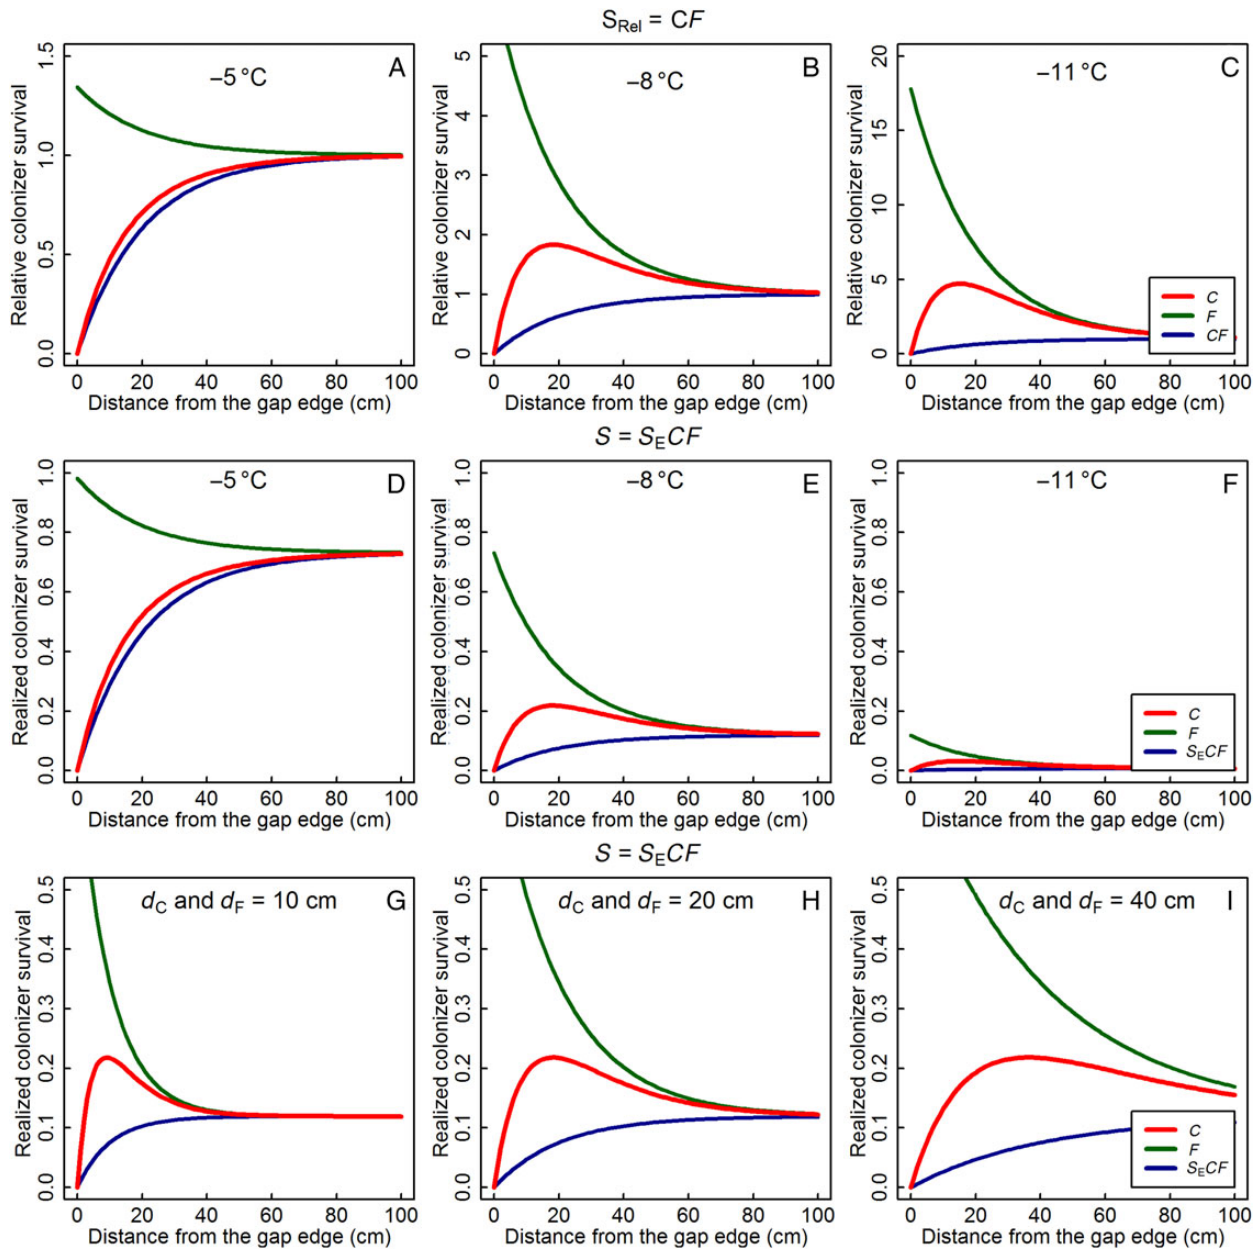 S_Rel = CF
A
–5 °C
Relative colonizer survival
0.0 0.5 1.0 1.5
0 20 40 60 80 100
Distance from the gap edge (cm)
B
–8 °C
Relative colonizer survival
0 1 2 3 4 5
0 20 40 60 80 100
Distance from the gap edge (cm)
C
–11 °C
Relative colonizer survival
0 5 10 15 20
0 20 40 60 80 100
Distance from the gap edge (cm)
C
F
CF
S = S_ECF
D
–5 °C
Realized colonizer survival
0.0 0.2 0.4 0.6 0.8 1.0
0 20 40 60 80 100
Distance from the gap edge (cm)
E
–8 °C
Realized colonizer survival
0.0 0.2 0.4 0.6 0.8 1.0
0 20 40 60 80 100
Distance from the gap edge (cm)
F
–11 °C
Realized colonizer survival
0.0 0.2 0.4 0.6 0.8 1.0
0 20 40 60 80 100
Distance from the gap edge (cm)
C
F
S_ECF
S = S_ECF
G
d_C and d_F = 10 cm
Realized colonizer survival
0.0 0.1 0.2 0.3 0.4 0.5
0 20 40 60 80 100
Distance from the gap edge (cm)
H
d_C and d_F = 20 cm
Realized colonizer survival
0.0 0.1 0.2 0.3 0.4 0.5
0 20 40 60 80 100
Distance from the gap edge (cm)
I
d_C and d_F = 40 cm
Realized colonizer survival
0.0 0.1 0.2 0.3 0.4 0.5
0 20 40 60 80 100
Distance from the gap edge (cm)
C
F
S_ECF